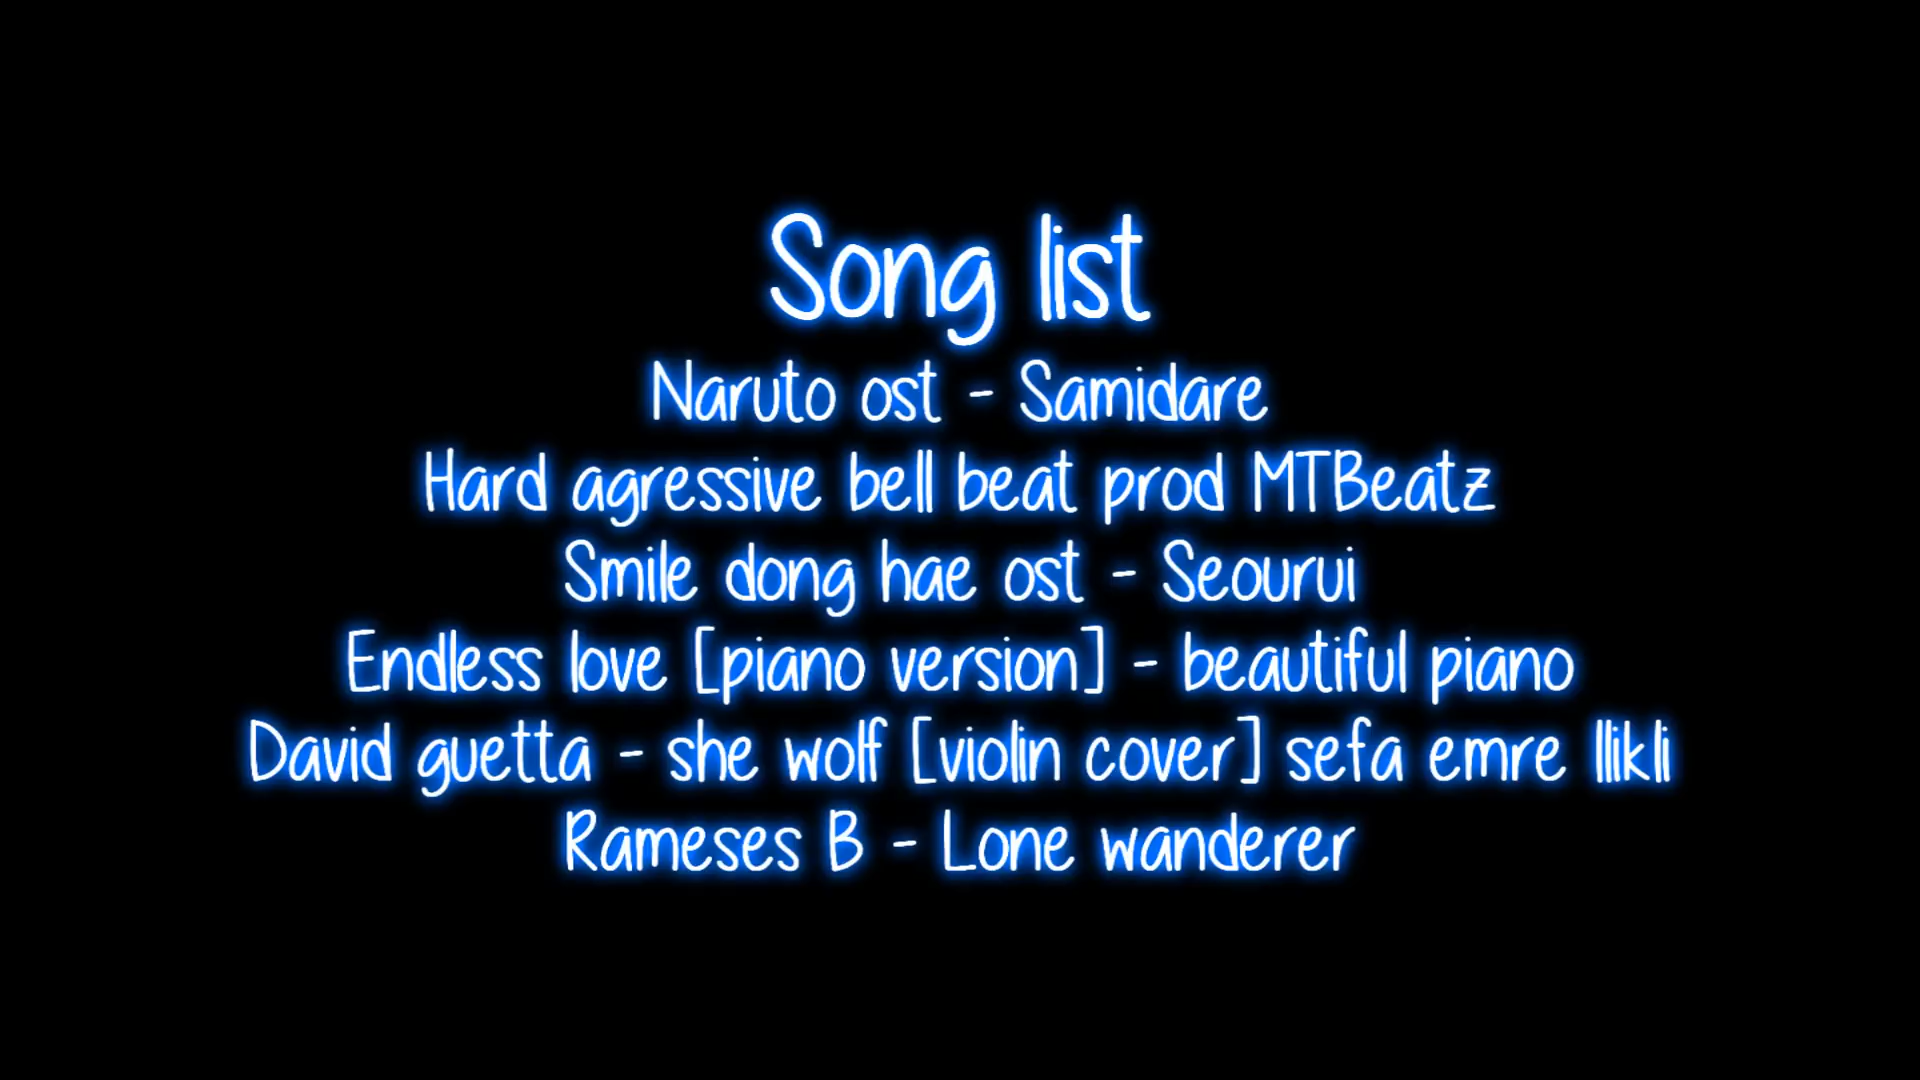 Song list
Naruto ost - Samidare
Hard agressive bell beat prod MTBeatz
Smile dong hae ost - Seourui
Endless love [piano version] - beautiful piano
David guetta - she wolf [violin cover] sefa emre llikli
Rameses B - Lone wanderer